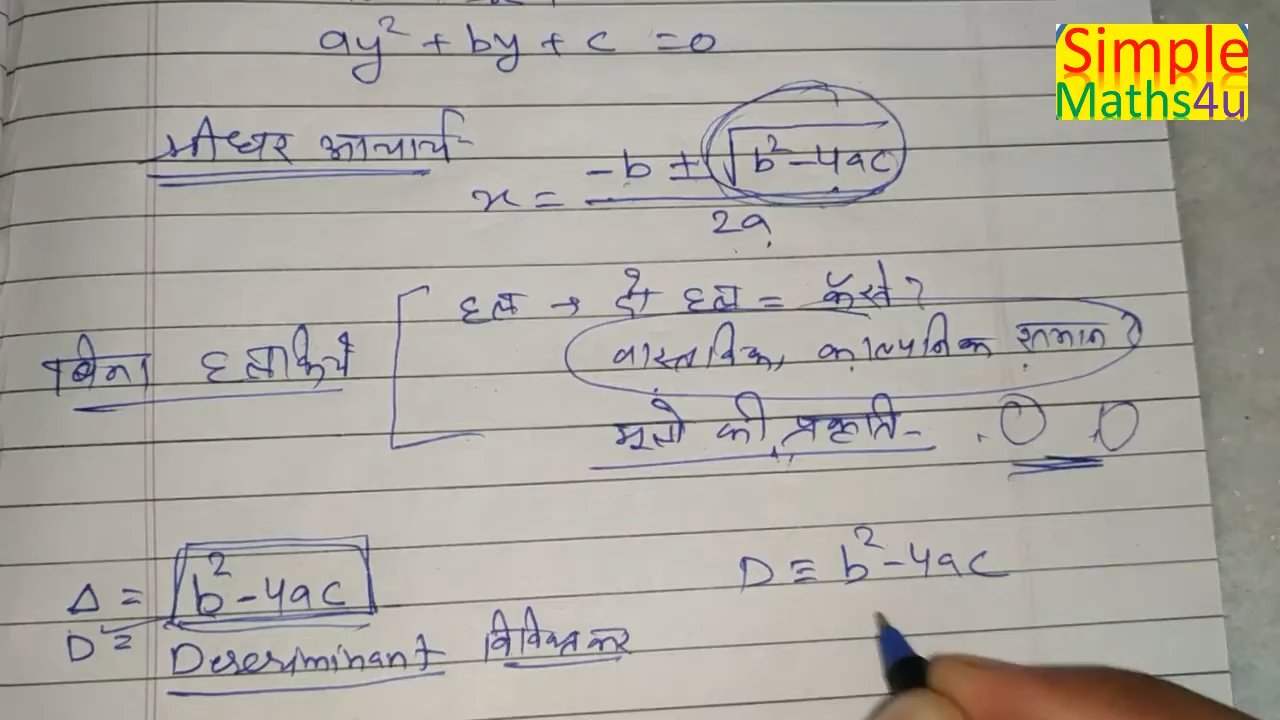 Simple
Maths4u
ay² + by + c = 0
श्रीधर आचार्य
x = -b ± √b²-4ac / 2a
हल → दो हल = कैसे?
बिना हल किये
वास्तविक, काल्पनिक समान?
मूलो की प्रकृति-
Δ = b²-4ac
D ≡ b²-4ac
D =
Descriminant विविक्तकर